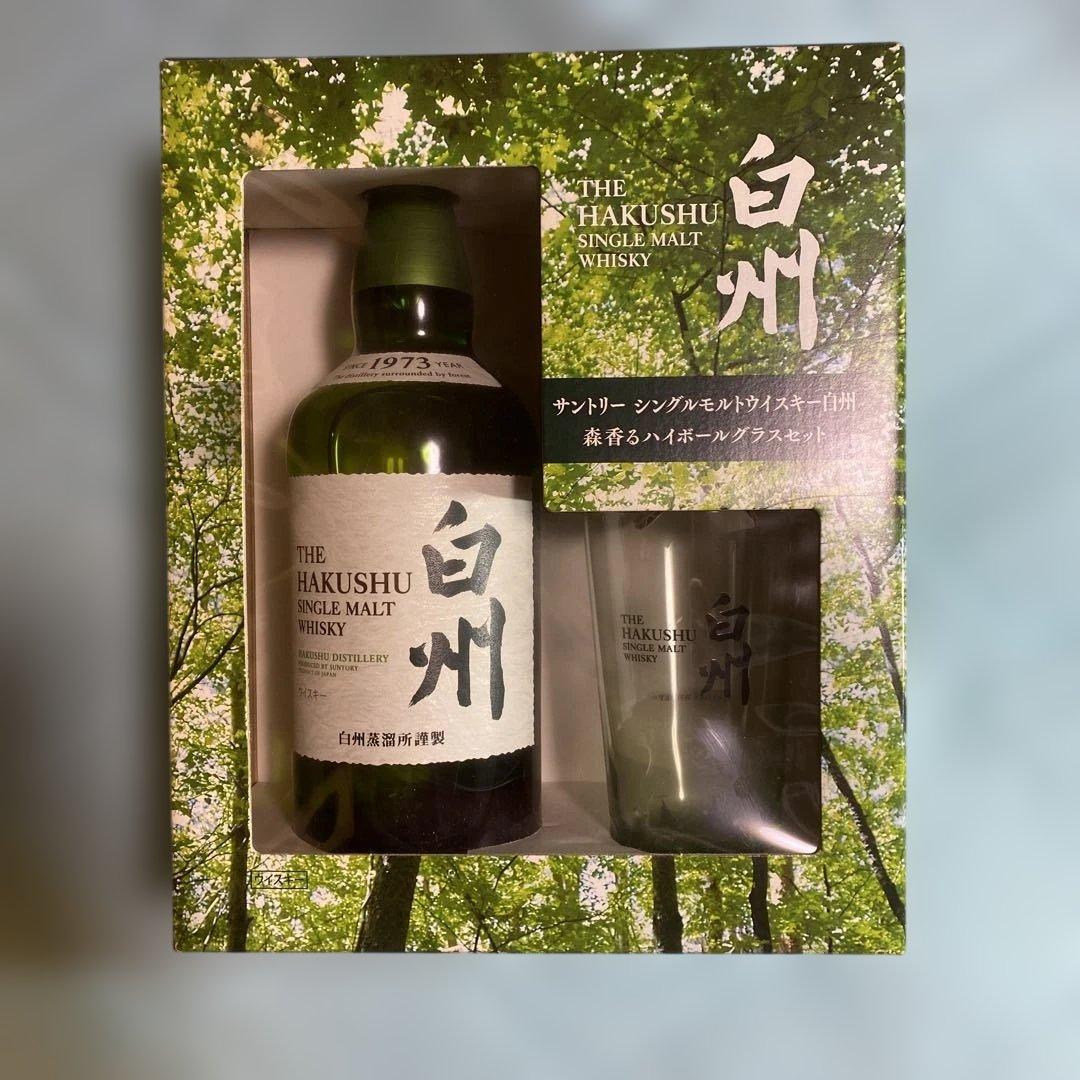 THE
HAKUSHU
SINGLE MALT
WHISKY
白州
サントリー シングルモルトウイスキー白州
森香るハイボールグラスセット
SINCE 1973 YEAR
The distillery surrounded by forest
THE
HAKUSHU
SINGLE MALT
WHISKY
白州
HAKUSHU DISTILLERY
PRODUCED BY SUNTORY
PRODUCT OF JAPAN
ウイスキー
白州蒸溜所謹製
THE
HAKUSHU
SINGLE MALT
WHISKY
白州
ウイスキー